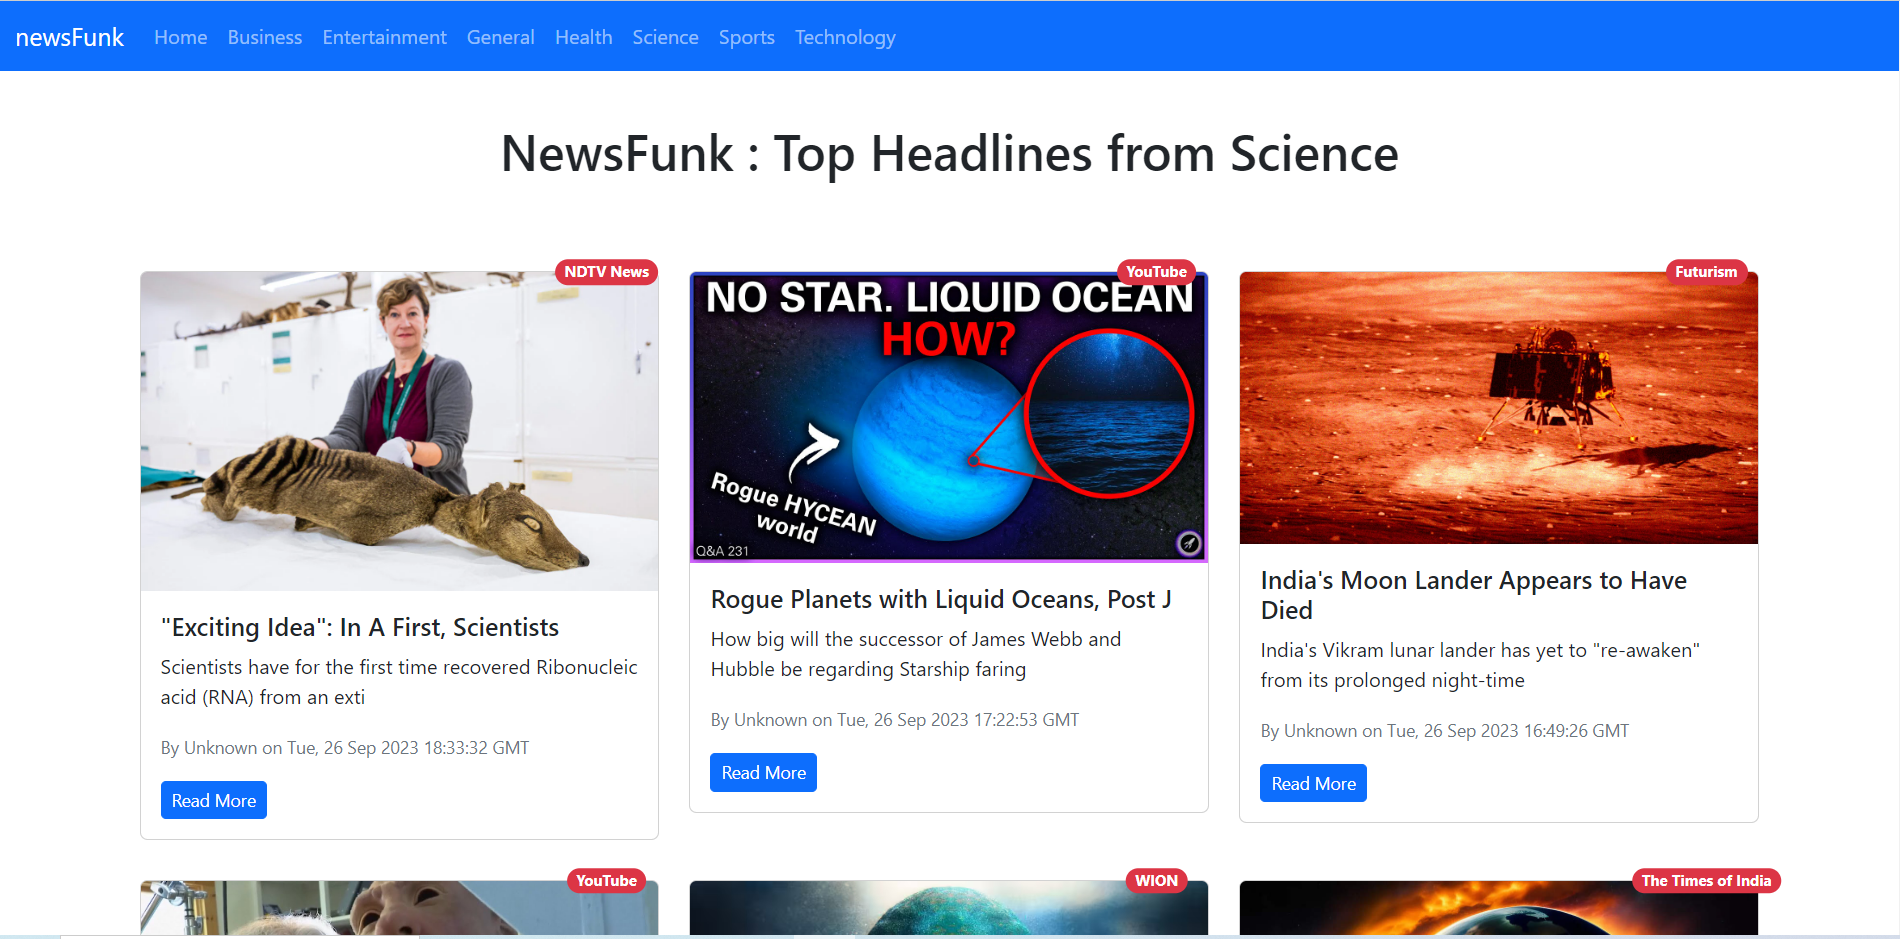 newsFunk Home Business Entertainment General Health Science Sports Technology
NewsFunk : Top Headlines from Science
NDTV News
"Exciting Idea": In A First, Scientists
Scientists have for the first time recovered Ribonucleic
acid (RNA) from an exti
By Unknown on Tue, 26 Sep 2023 18:33:32 GMT
Read More
YouTube
NO STAR. LIQUID OCEAN
HOW?
Rogue HYCEAN
world
Q&A 231
Rogue Planets with Liquid Oceans, Post J
How big will the successor of James Webb and
Hubble be regarding Starship faring
By Unknown on Tue, 26 Sep 2023 17:22:53 GMT
Read More
Futurism
India's Moon Lander Appears to Have
Died
India's Vikram lunar lander has yet to "re-awaken"
from its prolonged night-time
By Unknown on Tue, 26 Sep 2023 16:49:26 GMT
Read More
YouTube
WION
The Times of India